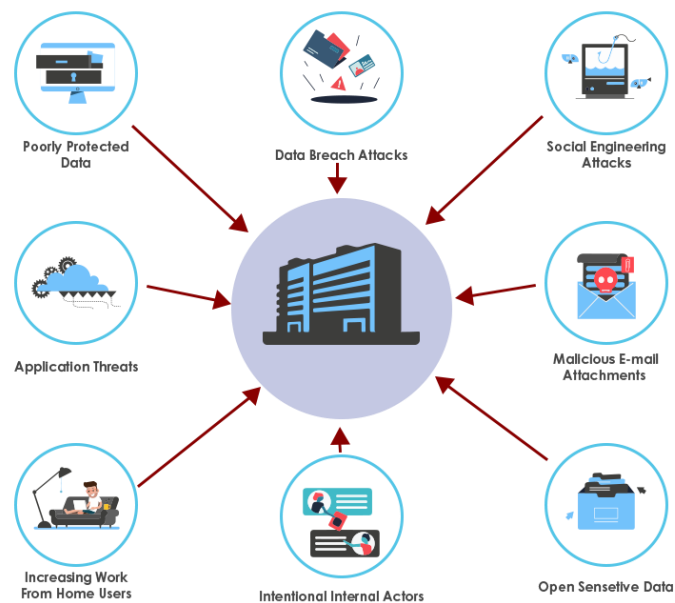 Poorly Protected
Data
Data Breach Attacks
Social Engineering
Attacks
Application Threats
Malicious E-mail
Attachments
Increasing Work
From Home Users
Intentional Internal Actors
Open Sensetive Data